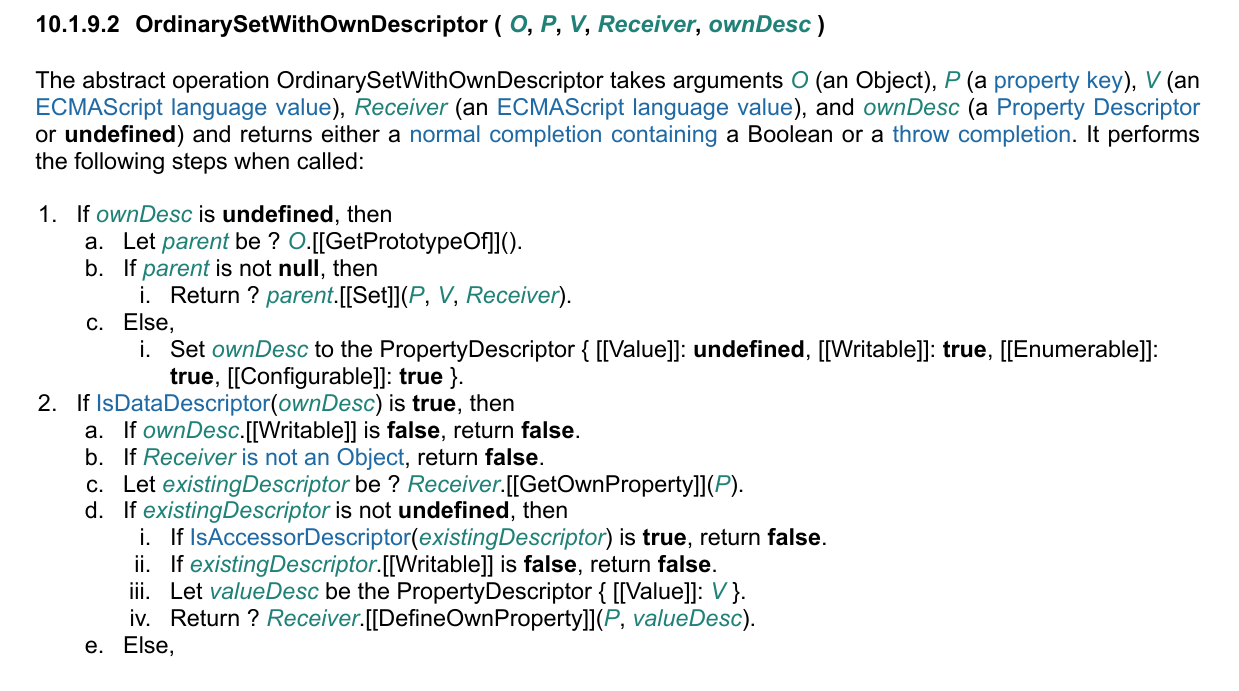 10.1.9.2 OrdinarySetWithOwnDescriptor ( O, P, V, Receiver, ownDesc )
The abstract operation OrdinarySetWithOwnDescriptor takes arguments O (an Object), P (a property key), V (an
ECMAScript language value), Receiver (an ECMAScript language value), and ownDesc (a Property Descriptor
or undefined) and returns either a normal completion containing a Boolean or a throw completion. It performs
the following steps when called:
1. If ownDesc is undefined, then
a. Let parent be ? O.[[GetPrototypeOf]]().
b. If parent is not null, then
i. Return ? parent.[[Set]](P, V, Receiver).
c. Else,
i. Set ownDesc to the PropertyDescriptor { [[Value]]: undefined, [[Writable]]: true, [[Enumerable]]:
true, [[Configurable]]: true }.
2. If IsDataDescriptor(ownDesc) is true, then
a. If ownDesc.[[Writable]] is false, return false.
b. If Receiver is not an Object, return false.
c. Let existingDescriptor be ? Receiver.[[GetOwnProperty]](P).
d. If existingDescriptor is not undefined, then
i. If IsAccessorDescriptor(existingDescriptor) is true, return false.
ii. If existingDescriptor.[[Writable]] is false, return false.
iii. Let valueDesc be the PropertyDescriptor { [[Value]]: V }.
iv. Return ? Receiver.[[DefineOwnProperty]](P, valueDesc).
e. Else,